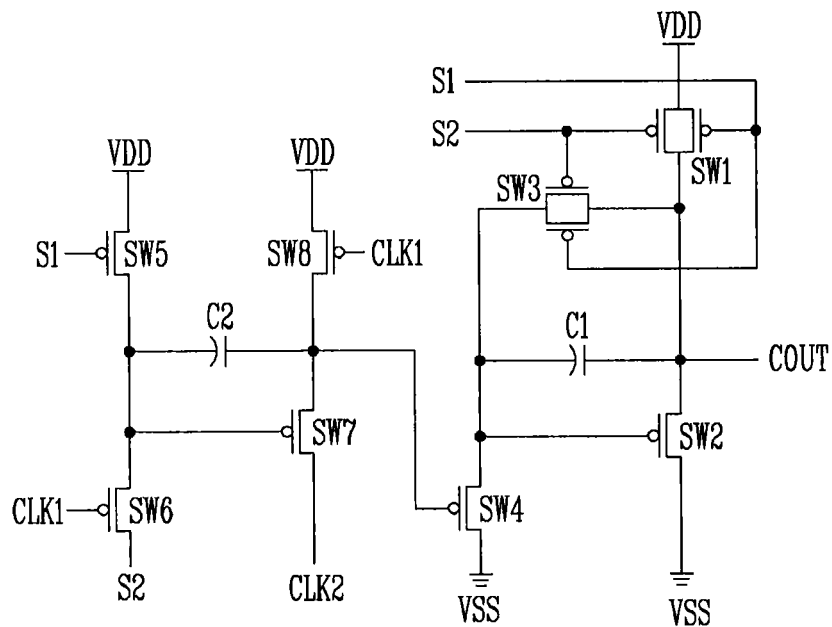 VDD
S1
S2
SW1
SW3
VDD
VDD
S1
SW5
SW8
CLK1
C2
C1
COUT
SW7
SW2
CLK1
SW6
SW4
S2
CLK2
VSS
VSS